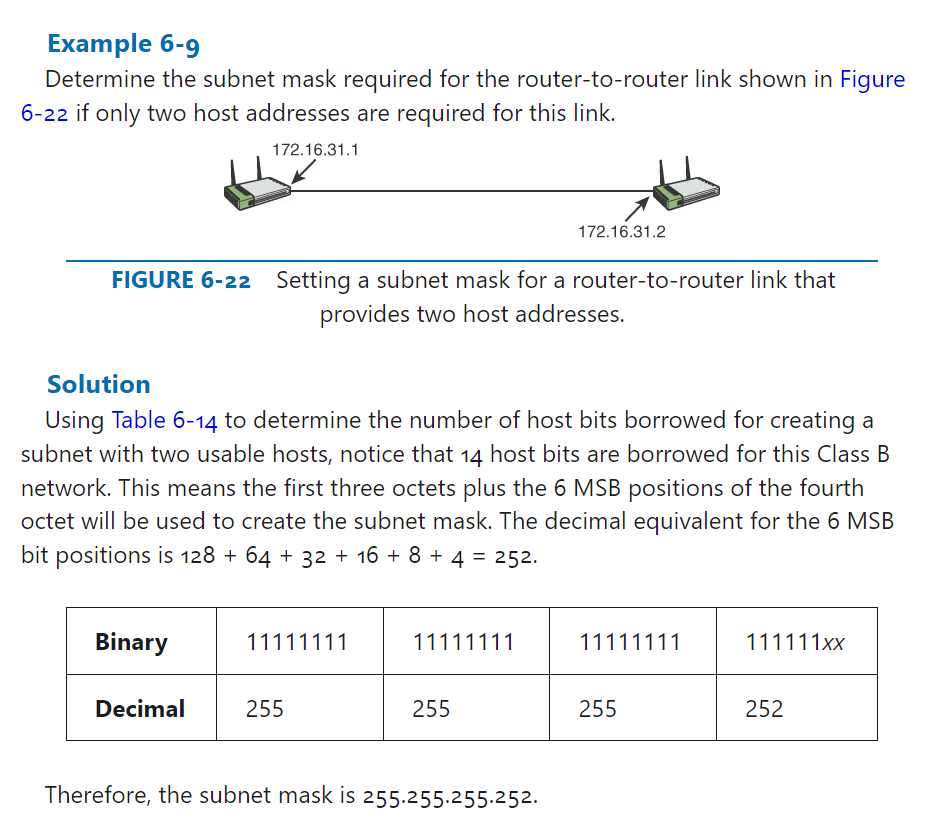 Example 6-9
Determine the subnet mask required for the router-to-router link shown in Figure
6-22 if only two host addresses are required for this link.
172.16.31.1
172.16.31.2
FIGURE 6-22 Setting a subnet mask for a router-to-router link that
provides two host addresses.
Solution
Using Table 6-14 to determine the number of host bits borrowed for creating a
subnet with two usable hosts, notice that 14 host bits are borrowed for this Class B
network. This means the first three octets plus the 6 MSB positions of the fourth
octet will be used to create the subnet mask. The decimal equivalent for the 6 MSB
bit positions is 128 + 64 + 32 + 16 + 8 + 4 = 252.
Binary 11111111 11111111 11111111 111111xx
Decimal 255 255 255 252
Therefore, the subnet mask is 255.255.255.252.